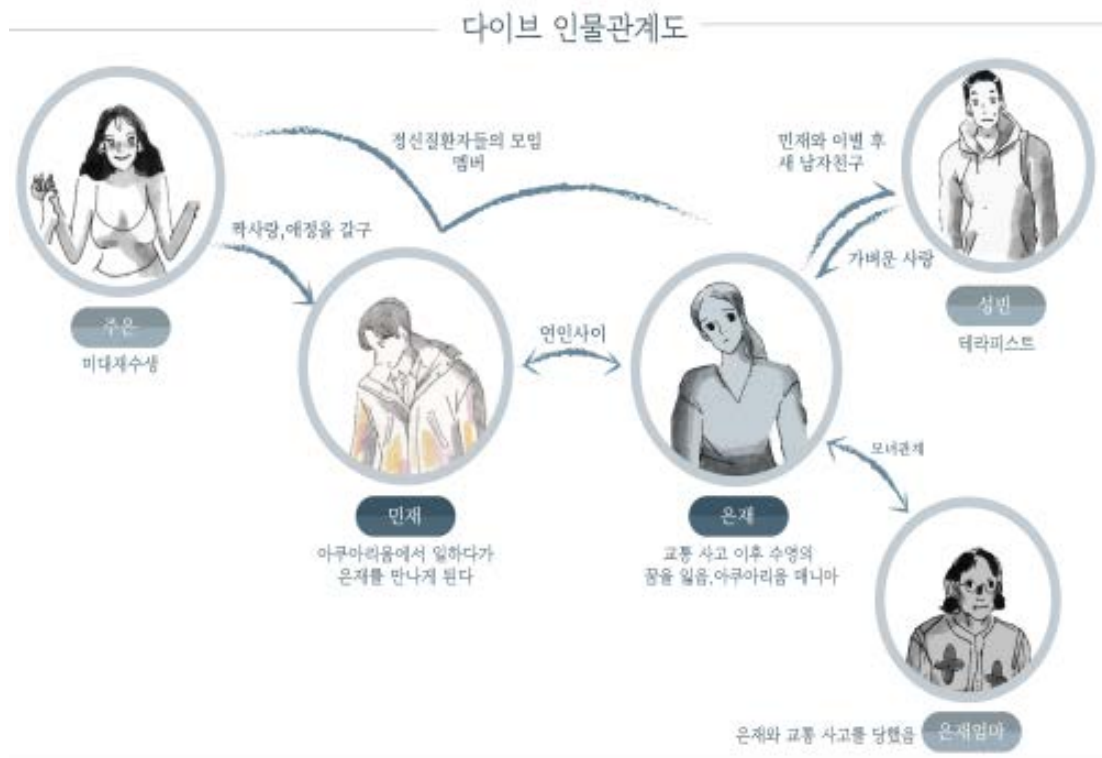 다이브 인물관계도
정신질환자들의 모임
멤버
민재와 이별 후
새 남자친구
짝사랑,애정을 갈구
가벼운 사랑
주은
미대재수생
연인사이
성빈
테라피스트
모녀관계
민재
은재
아쿠아리움에서 일하다가
은재를 만나게 된다
교통 사고 이후 수영의
꿈을 잃음,아쿠아리움 매니아
은재와 교통 사고를 당했음
은재엄마